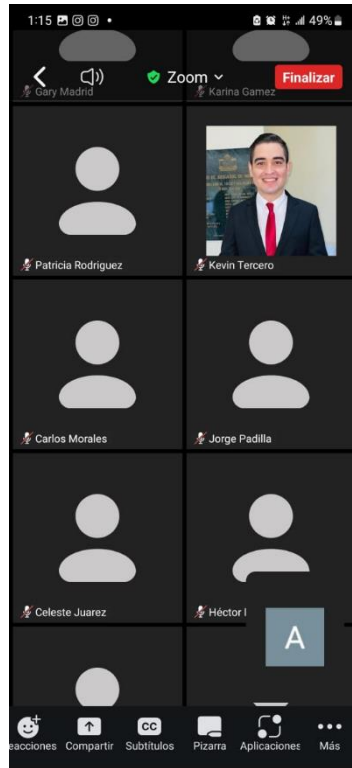 1:15 49%
Zoom Finalizar
Gary Madrid Karina Gamez
Patricia Rodriguez Kevin Tercero
Carlos Morales Jorge Padilla
Celeste Juarez Héctor
A
CC
eacciones Compartir Subtítulos Pizarra Aplicaciones Más